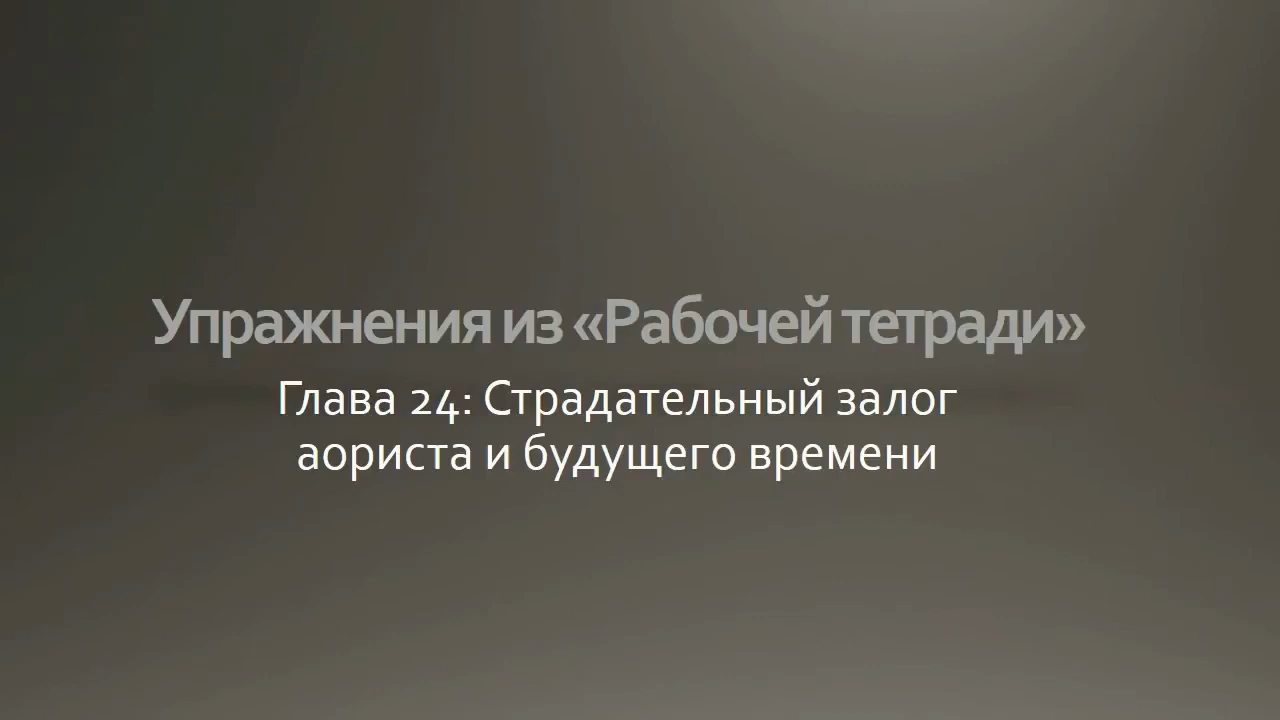 Упражнения из «Рабочей тетради»
Глава 24: Страдательный залог
аориста и будущего времени